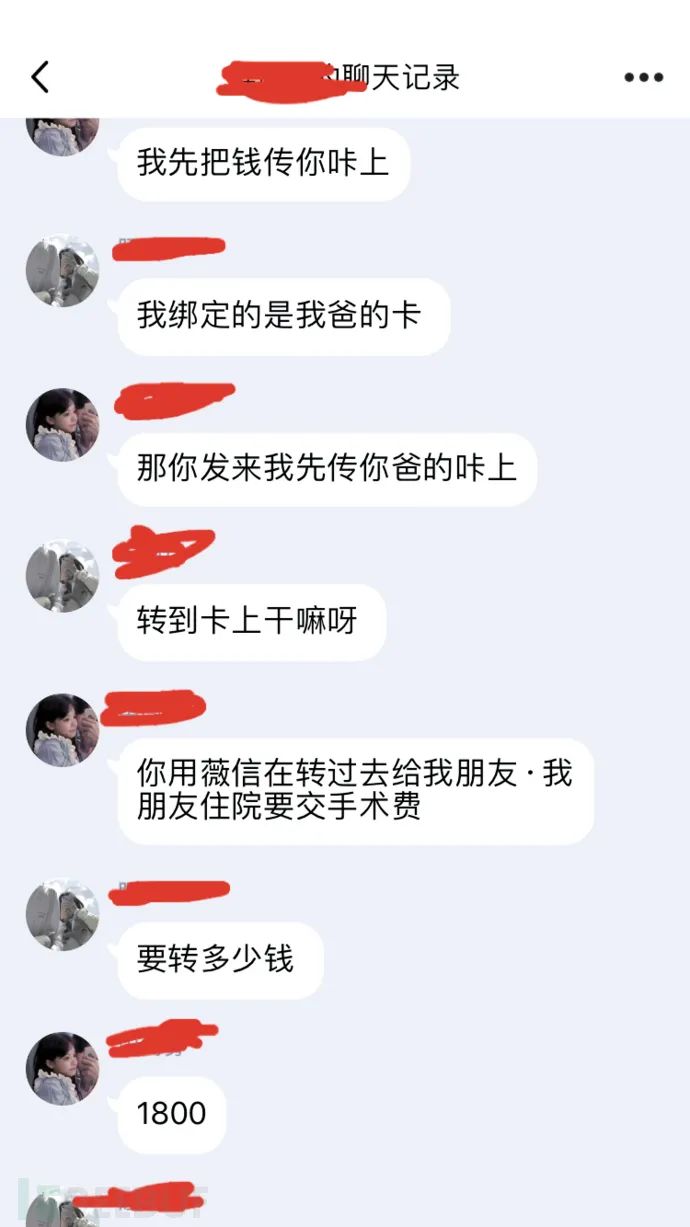 的聊天记录
我先把钱传你咔上
我绑定的是我爸的卡
那你发来我先传你爸的咔上
转到卡上干嘛呀
你用薇信在转过去给我朋友·我
朋友住院要交手术费
要转多少钱
1800